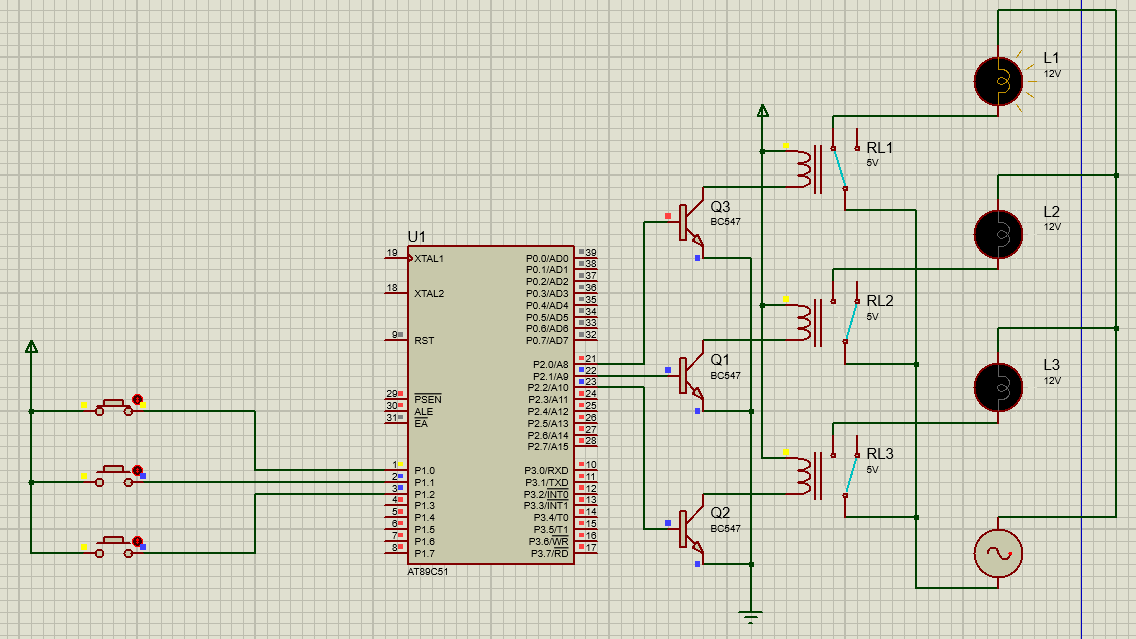 L1
12V
RL1
5V
L2
12V
Q3
BC547
U1
19
XTAL1
18
XTAL2
9
RST
29
PSEN
30
ALE
31
EA
1
P1.0
2
P1.1
3
P1.2
4
P1.3
5
P1.4
6
P1.5
7
P1.6
8
P1.7
P0.0/AD0
39
P0.1/AD1
38
P0.2/AD2
37
P0.3/AD3
36
P0.4/AD4
35
P0.5/AD5
34
P0.6/AD6
33
P0.7/AD7
32
P2.0/A8
21
P2.1/A9
22
P2.2/A10
23
P2.3/A11
24
P2.4/A12
25
P2.5/A13
26
P2.6/A14
27
P2.7/A15
28
P3.0/RXD
10
P3.1/TXD
11
P3.2/INT0
12
P3.3/INT1
13
P3.4/T0
14
P3.5/T1
15
P3.6/WR
16
P3.7/RD
17
AT89C51
RL2
5V
Q1
BC547
L3
12V
RL3
5V
Q2
BC547